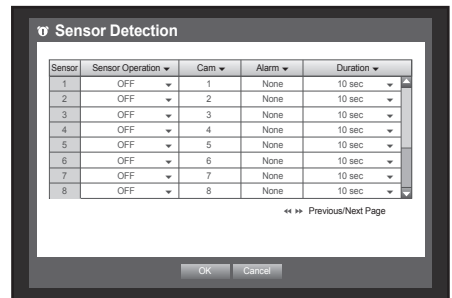 Sensor Detection
Sensor Sensor Operation Cam Alarm Duration
1 OFF 1 None 10 sec
2 OFF 2 None 10 sec
3 OFF 3 None 10 sec
4 OFF 4 None 10 sec
5 OFF 5 None 10 sec
6 OFF 6 None 10 sec
7 OFF 7 None 10 sec
8 OFF 8 None 10 sec
Previous/Next Page
OK Cancel